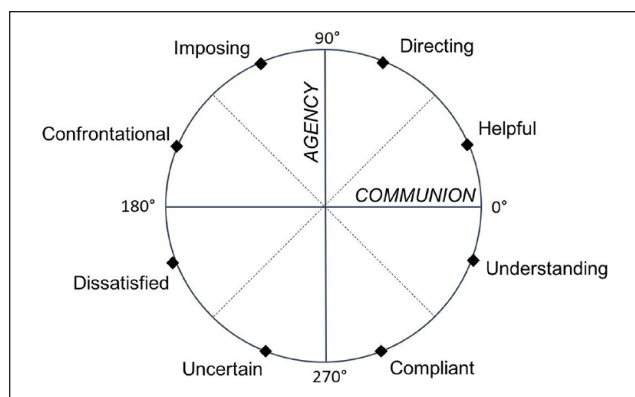 90°
Imposing
Directing
AGENCY
Confrontational
Helpful
COMMUNION
180°
0°
Dissatisfied
Understanding
Uncertain
Compliant
270°